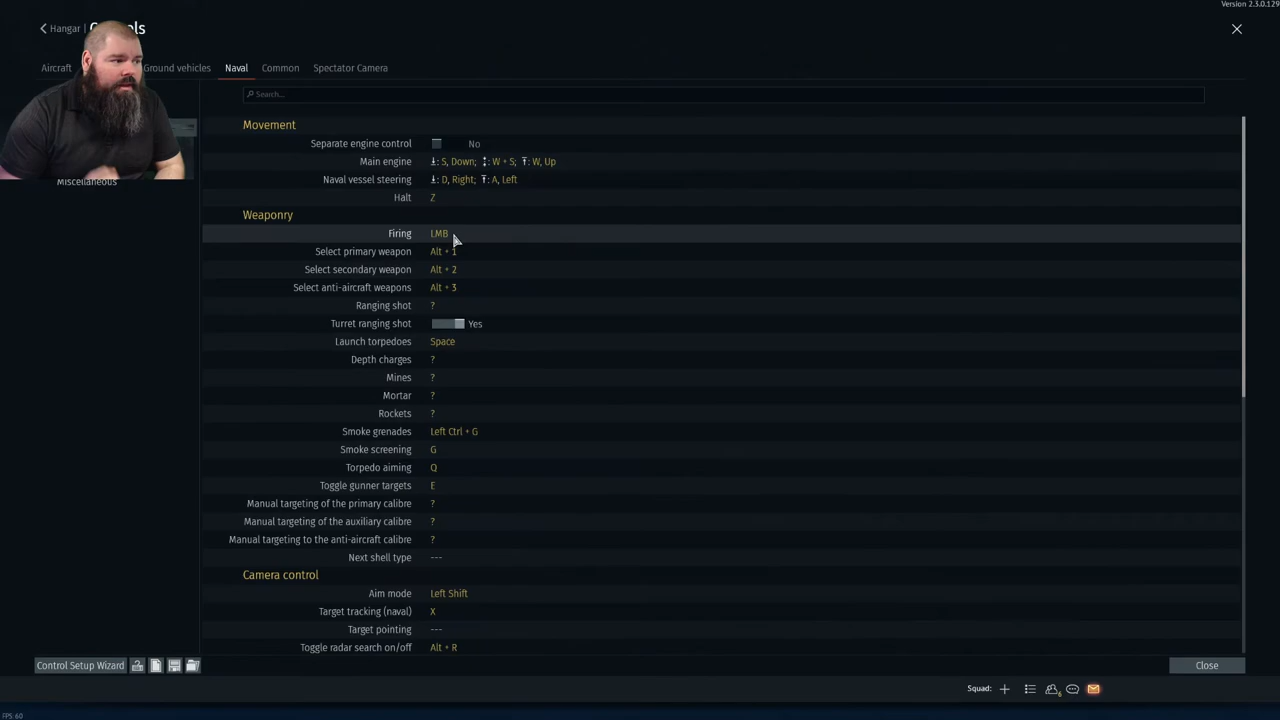 Version 2.3.0.129
Hangar |
Aircraft
Ground vehicles
Naval
Common
Spectator Camera
Search...
Miscellaneous
Movement
Separate engine control No
Main engine : S, Down; : W + S; : W, Up
Naval vessel steering : D, Right; : A, Left
Halt Z
Weaponry
Firing LMB
Select primary weapon Alt + 1
Select secondary weapon Alt + 2
Select anti-aircraft weapons Alt + 3
Ranging shot ?
Turret ranging shot Yes
Launch torpedoes Space
Depth charges ?
Mines ?
Mortar ?
Rockets ?
Smoke grenades Left Ctrl + G
Smoke screening G
Torpedo aiming Q
Toggle gunner targets E
Manual targeting of the primary calibre ?
Manual targeting of the auxiliary calibre ?
Manual targeting to the anti-aircraft calibre ?
Next shell type ---
Camera control
Aim mode Left Shift
Target tracking (naval) X
Target pointing ---
Toggle radar search on/off Alt + R
Control Setup Wizard
Close
Squad:
6
FPS: 60